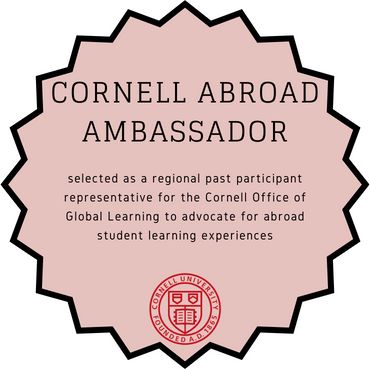 CORNELL ABROAD
AMBASSADOR
selected as a regional past participant
representative for the Cornell Office of
Global Learning to advocate for abroad
student learning experiences
CORNELL UNIVERSITY
FOUNDED A.D. 1865